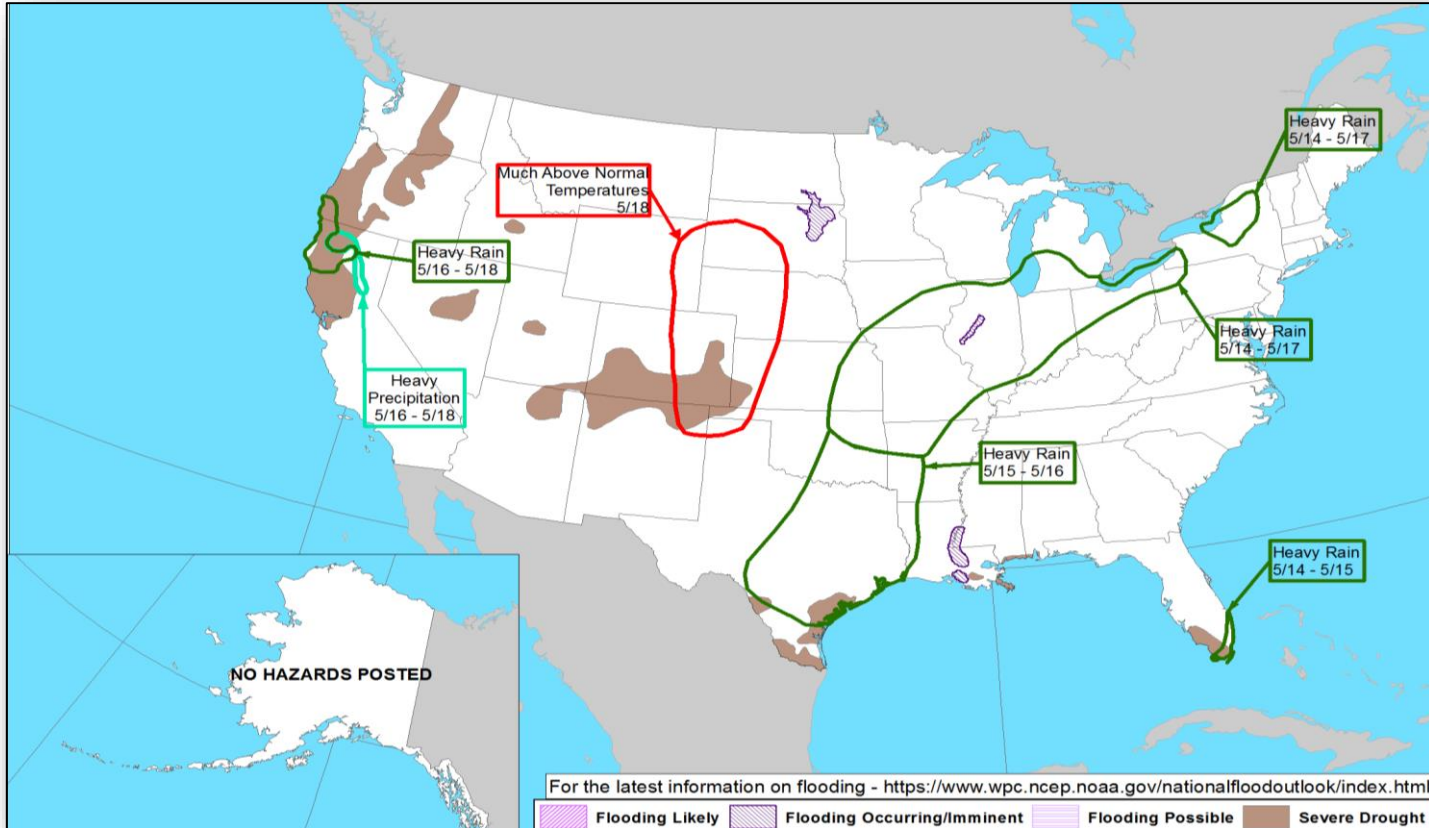 Heavy Rain
5/14 - 5/17
Much Above Normal
Temperatures
5/18
Heavy Rain
5/16 - 5/18
Heavy Rain
5/14 - 5/17
Heavy
Precipitation
5/16 - 5/18
Heavy Rain
5/15 - 5/16
Heavy Rain
5/14 - 5/15
NO HAZARDS POSTED
For the latest information on flooding - https://www.wpc.ncep.noaa.gov/nationalfloodoutlook/index.html
Flooding Likely Flooding Occurring/Imminent Flooding Possible Severe Drought